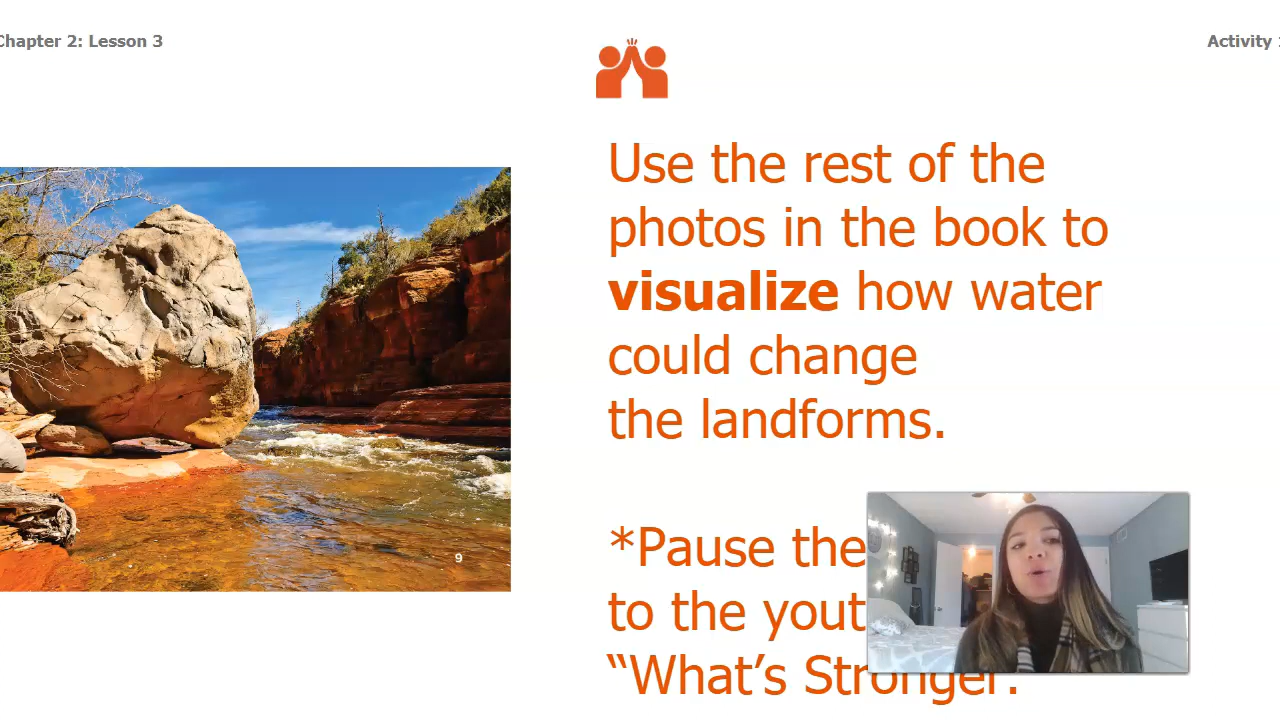 Chapter 2: Lesson 3
Activity
Use the rest of the
photos in the book to
visualize how water
could change
the landforms.
*Pause the
to the
“What’s Stronger.
9